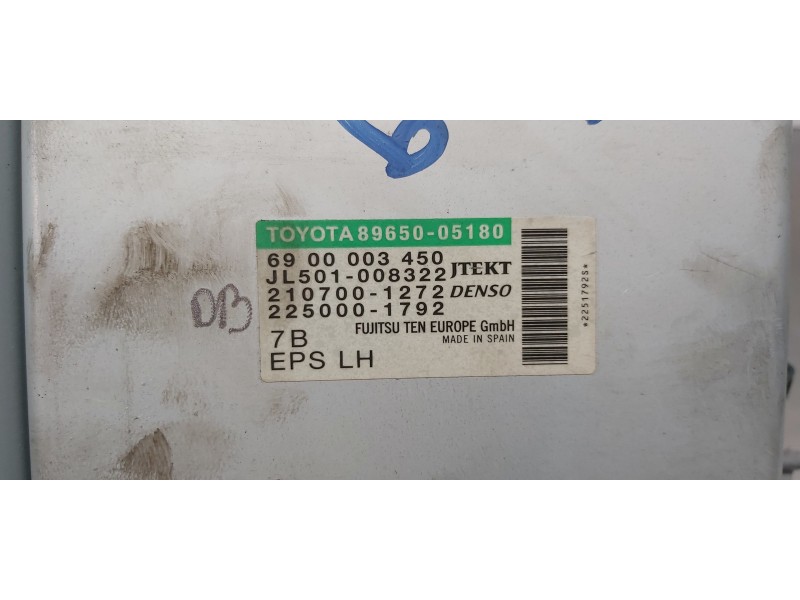 TOYOTA 89650-05180
69 00 003 450
JL501-008322 JTEKT
210700-1272 DENSO
225000-1792
FUJITSU TEN EUROPE GmbH
7B MADE IN SPAIN
EPS LH
*2251792S*
DB